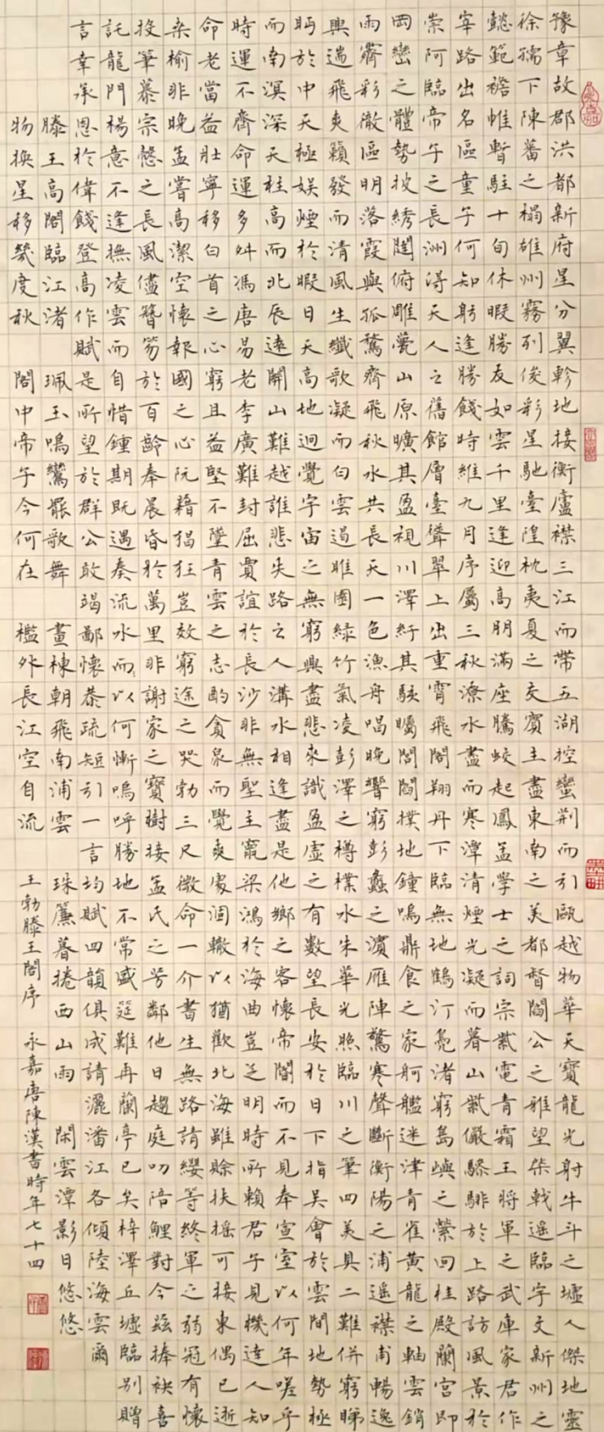 豫章故郡洪都新府星分翼軫地接衡廬襟三江而帶五湖控蠻荊而引甌越物華天寶龍光射牛斗之墟人傑地靈
徐孺下陳蕃之榻雄州霧列俊彩星馳臺隍枕夷夏之交賓主盡東南之美都督閻公之雅望棨戟遙臨宇文新州之
懿範襜帷暫駐十旬休暇勝友如雲千里逢迎高朋滿座騰蛟起鳳孟學士之詞宗紫電青霜王將軍之武庫家君作
宰路出名區童子何知躬逢勝餞時維九月序屬三秋潦水盡而寒潭清煙光凝而暮山紫儼驂騑於上路訪風景於
崇阿臨帝子之長洲得天人之舊館層臺聳翠上出重霄飛閣翔丹下臨無地鶴汀鳧渚窮島嶼之縈回桂殿蘭宮即
岡巒之體勢披綉闥俯雕甍山原曠其盈視川澤紆其駭矚閭閻撲地鐘鳴鼎食之家舸艦迷津青雀黃龍之軸雲銷
雨霽彩徹區明落霞與孤鶩齊飛秋水共長天一色漁舟唱晚響窮彭蠡之濱雁陣驚寒聲斷衡陽之浦遙襟甫暢逸
興遄飛爽籟發而清風生纖歌凝而白雲遏睢園綠竹氣凌彭澤之樽樸水朱華光照臨川之筆四美具二難併窮睇
眄於中天極娛煙於暇日天高地迥覺宇宙之無窮興盡悲來識盈虛之有數望長安於日下指吳會於雲間地勢極
而南溟深天柱高而北辰遠關山難越誰悲失路之人溝水相逢盡是他鄉之客懷帝閽而不見奉宣室以何年嗟乎
時運不齊命運多舛馮唐易老李廣難封屈賈誼於長沙非無聖主竄梁鴻於海曲豈乏明時所賴君子見機達人知
命老當益壯寧移白首之心窮且益堅不墜青雲之志酌貪泉而覺爽處涸轍以猶歡北海雖賒扶搖可接東偶已逝
桑榆非晚孟嘗高潔空懷報國之心阮籍猖狂豈效窮途之哭勃三尺微命一介書生無路請纓等終軍之弱冠有懷
投筆慕宗愨之長風儘簪笏於百齡奉晨昏於萬里非謝家之寶樹接孟氏之芳鄰他日趨庭叨陪鯉對今茲捧袂喜
託龍門楊意不逢撫凌雲而自惜鍾期既遇奏流水而以何慚嗚呼勝地不常盛筵難再蘭亭已矣梓澤丘墟臨別贈
言幸承恩於偉餞登高作賦是所望於群公敢竭鄙懷恭疏短引一言均賦四韻俱成請灑潘江各傾陸海雲爾
滕王高閣臨江渚 珮玉鳴鸞罷歌舞 畫棟朝飛南浦雲 珠簾暮捲西山雨 閑雲潭影日悠悠
物換星移幾度秋 閣中帝子今何在 檻外長江空自流
王勃滕王閣序 永嘉唐陳漢書時年七十四